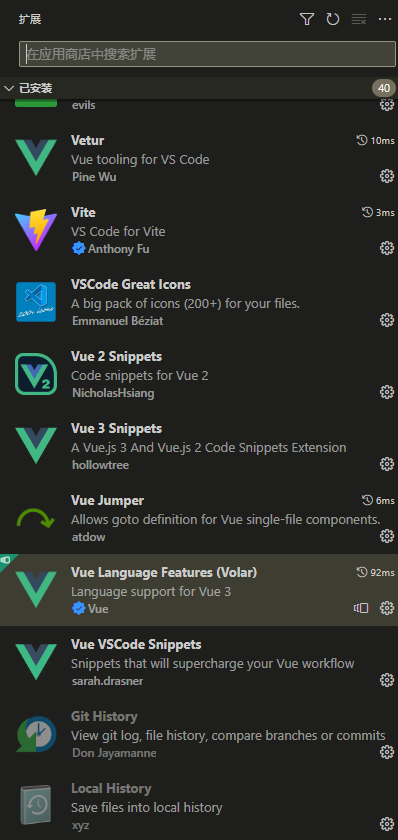 扩展
在应用商店中搜索扩展
已安装 40
evils
Vetur 10ms
Vue tooling for VS Code
Pine Wu
Vite 3ms
VS Code for Vite
Anthony Fu
VSCode Great Icons
A big pack of icons (200+) for your files.
Emmanuel Béziat
200+ icons
Vue 2 Snippets
Code snippets for Vue 2
NicholasHsiang
2
Vue 3 Snippets
A Vue.js 3 And Vue.js 2 Code Snippets Extension
hollowtree
Vue Jumper 6ms
Allows goto definition for Vue single-file components.
atdow
Vue Language Features (Volar) 92ms
Language support for Vue 3
Vue
Vue VSCode Snippets
Snippets that will supercharge your Vue workflow
sarah.drasner
Git History
View git log, file history, compare branches or commits
Don Jayamanne
Local History
Save files into local history
xyz